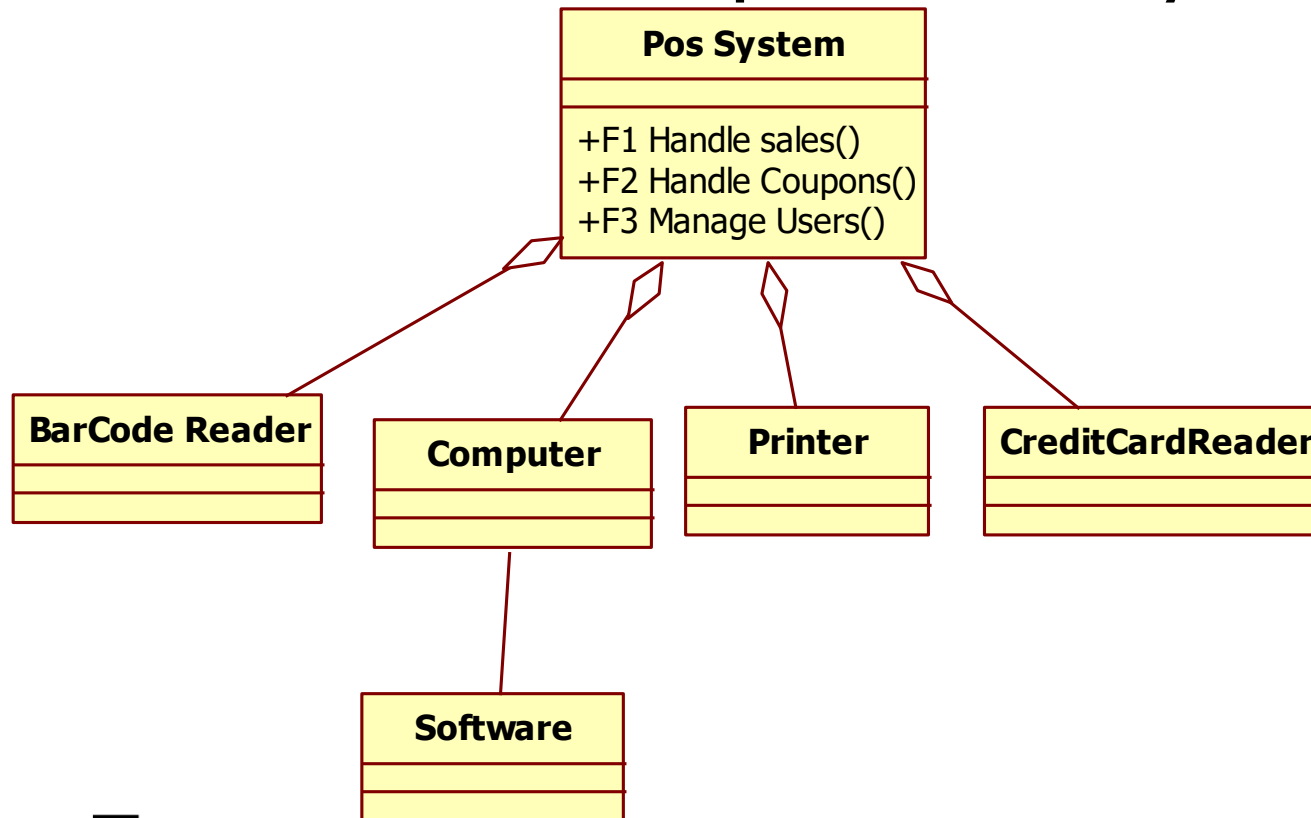 Pos System
+F1 Handle sales()
+F2 Handle Coupons()
+F3 Manage Users()
BarCode Reader
Computer
Printer
CreditCardReader
Software